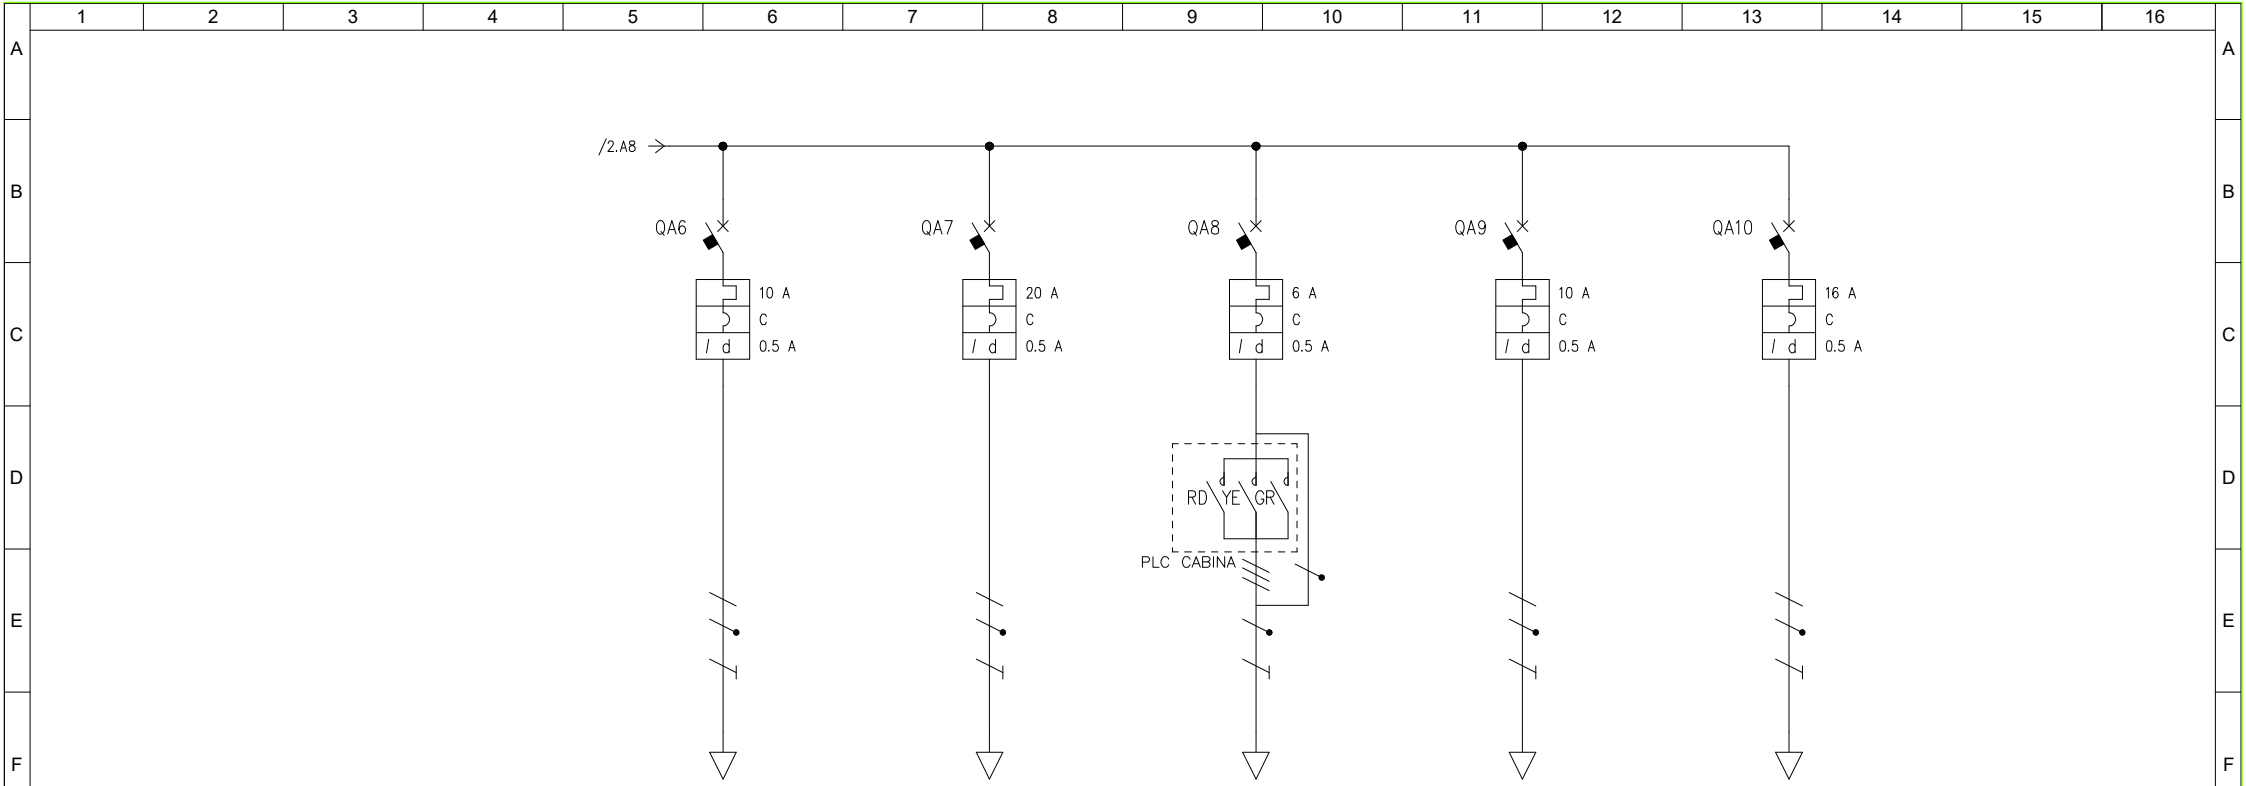 1 2 3 4 5 6 7 8 9 10 11 12 13 14 15 16
A A
/2.A8
B B
QA6 QA7 QA8 QA9 QA10
10 A 20 A 6 A 10 A 16 A
C C C C C
C C
I d 0.5 A I d 0.5 A I d 0.5 A I d 0.5 A I d 0.5 A
D D
RD YE GR
PLC CABINA
E E
F F